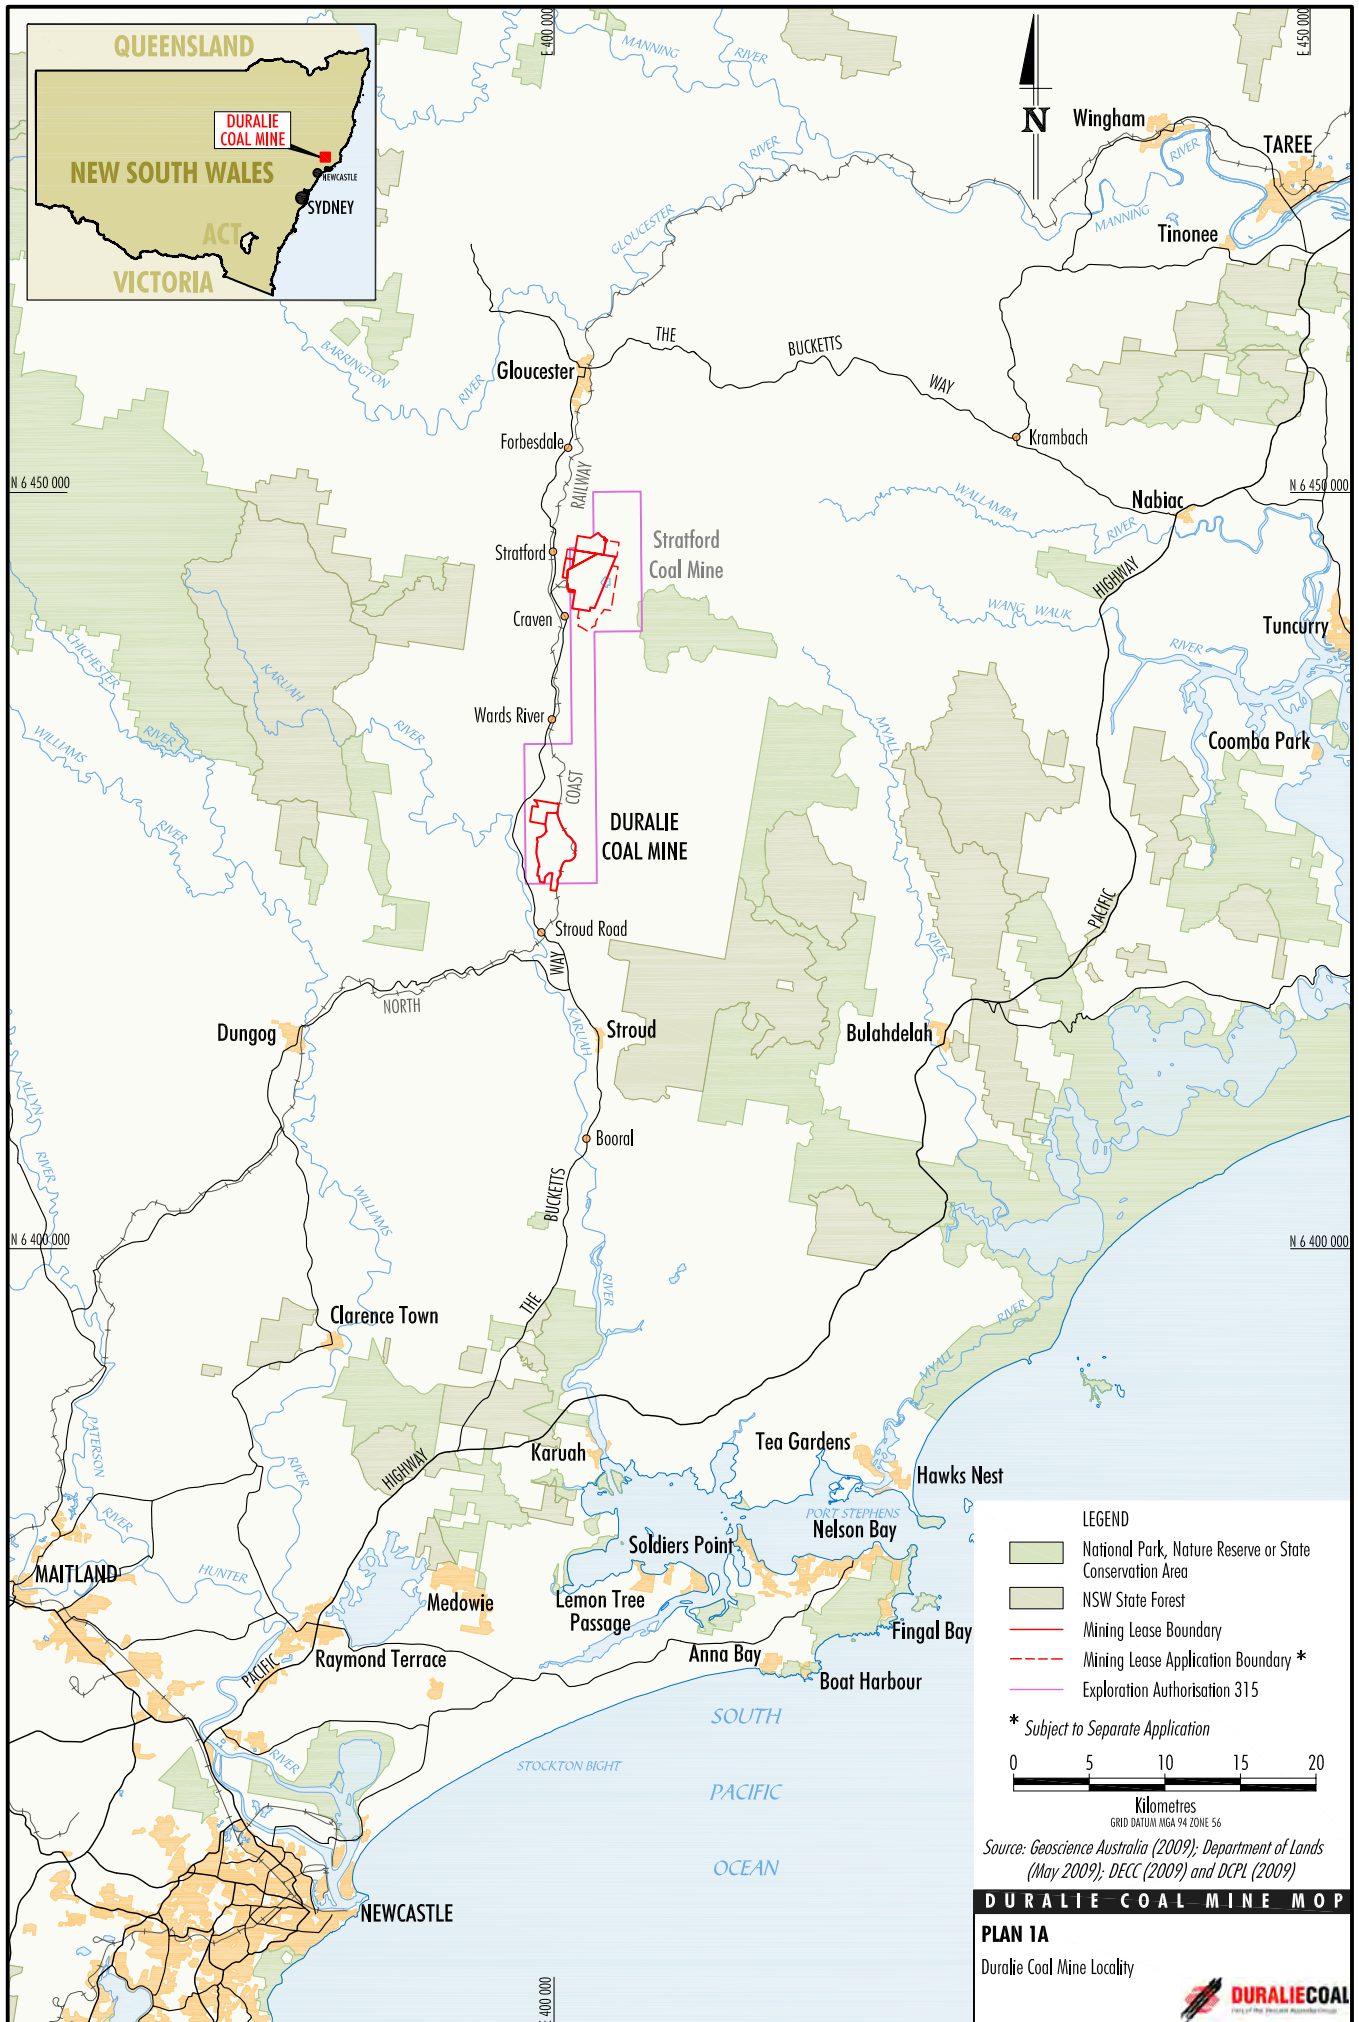 QUEENSLAND
DURALIE
COAL MINE
NEW SOUTH WALES
NEWCASTLE
SYDNEY
ACT
VICTORIA
E 400 000
E 450 000
MANNING
RIVER
N
Wingham
TAREE
RIVER
RIVER
GLOUCESTER
MANNING
Tinonee
BARRINGTON
RIVER
THE
BUCKETTS
WAY
Gloucester
Forbesdale
Krambach
RAILWAY
N 6 450 000
N 6 450 000
WALLAMBA
RIVER
Nabiac
Stratford
Stratford
Coal Mine
HIGHWAY
Craven
WANG WAUK
RIVER
Tuncurry
CHICHESTER
KARUAH
RIVER
Wards River
RIVER
MYALL
WILLIAMS
Coomba Park
COAST
RIVER
DURALIE
COAL MINE
PACIFIC
Stroud Road
RIVER
WAY
NORTH
Dungog
KARUAH
Stroud
Bulahdelah
ALLYN
RIVER
Booral
WILLIAMS
BUCKETTS
N 6 400 000
N 6 400 000
RIVER
THE
Clarence Town
RIVER
MYALL
PATERSON
RIVER
HIGHWAY
Karuah
Tea Gardens
Hawks Nest
RIVER
PORT STEPHENS
Nelson Bay
Soldiers Point
MAITLAND
HUNTER
Medowie
Lemon Tree
Passage
Fingal Bay
Raymond Terrace
PACIFIC
Anna Bay
Boat Harbour
SOUTH
RIVER
STOCKTON BIGHT
PACIFIC
OCEAN
NEWCASTLE
E 400 000
LEGEND
National Park, Nature Reserve or State
Conservation Area
NSW State Forest
Mining Lease Boundary
Mining Lease Application Boundary *
Exploration Authorisation 315
* Subject to Separate Application
0 5 10 15 20
Kilometres
GRID DATUM MGA 94 ZONE 56
Source: Geoscience Australia (2009); Department of Lands
(May 2009); DECC (2009) and DCPL (2009)
DURALIE COAL MINE MOP
PLAN 1A
Duralie Coal Mine Locality
DURALIECOAL